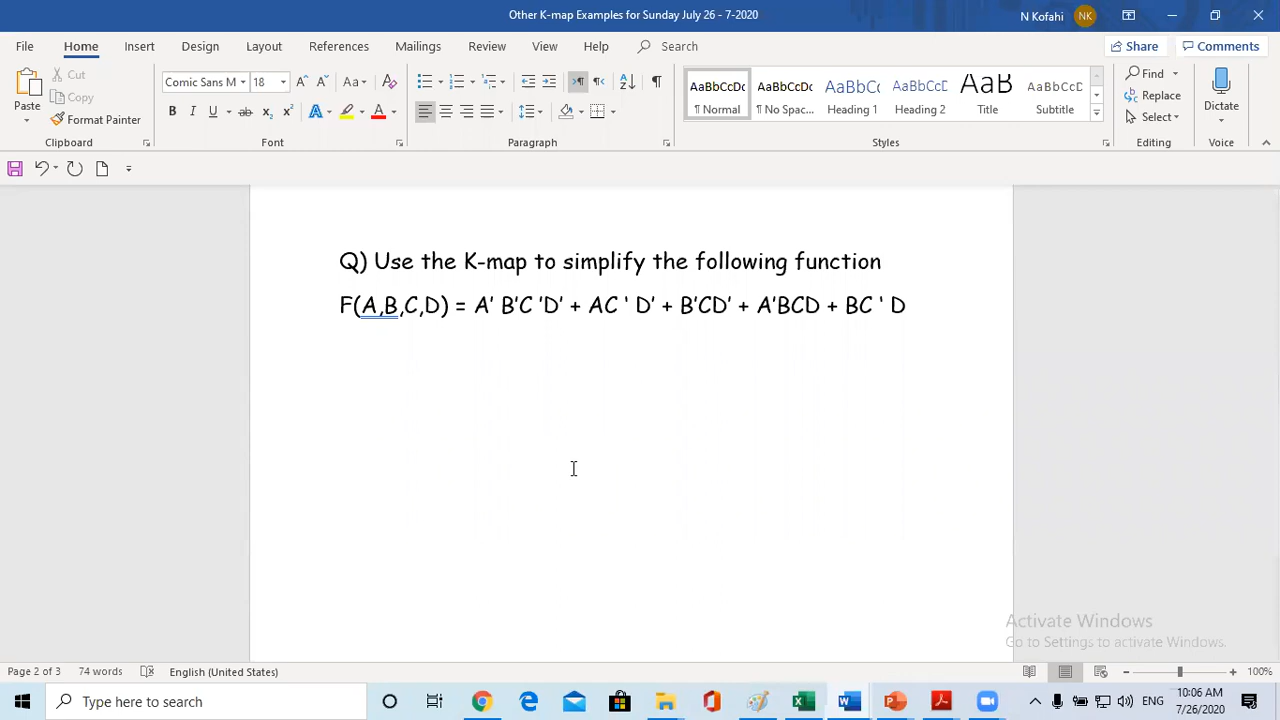 Other K-map Examples for Sunday July 26 - 7-2020
N Kofahi NK
File Home Insert Design Layout References Mailings Review View Help Search Share Comments
Paste Cut Copy Format Painter
Comic Sans M 18 Aa
B I U ab x₂ x² A A
AaBbCcDc ¶ Normal
AaBbCcDc ¶ No Spac...
AaBbCc Heading 1
AaBbCcD Heading 2
AaB Title
AaBbCcD Subtitle
Find
Replace
Select
Dictate
Clipboard Font Paragraph Styles Editing Voice
Q) Use the K-map to simplify the following function
F(A,B,C,D) = A' B'C 'D' + AC ' D' + B'CD' + A'BCD + BC ' D
Activate Windows
Go to Settings to activate Windows.
Page 2 of 3 74 words English (United States) 100%
Type here to search
ENG
10:06 AM
7/26/2020